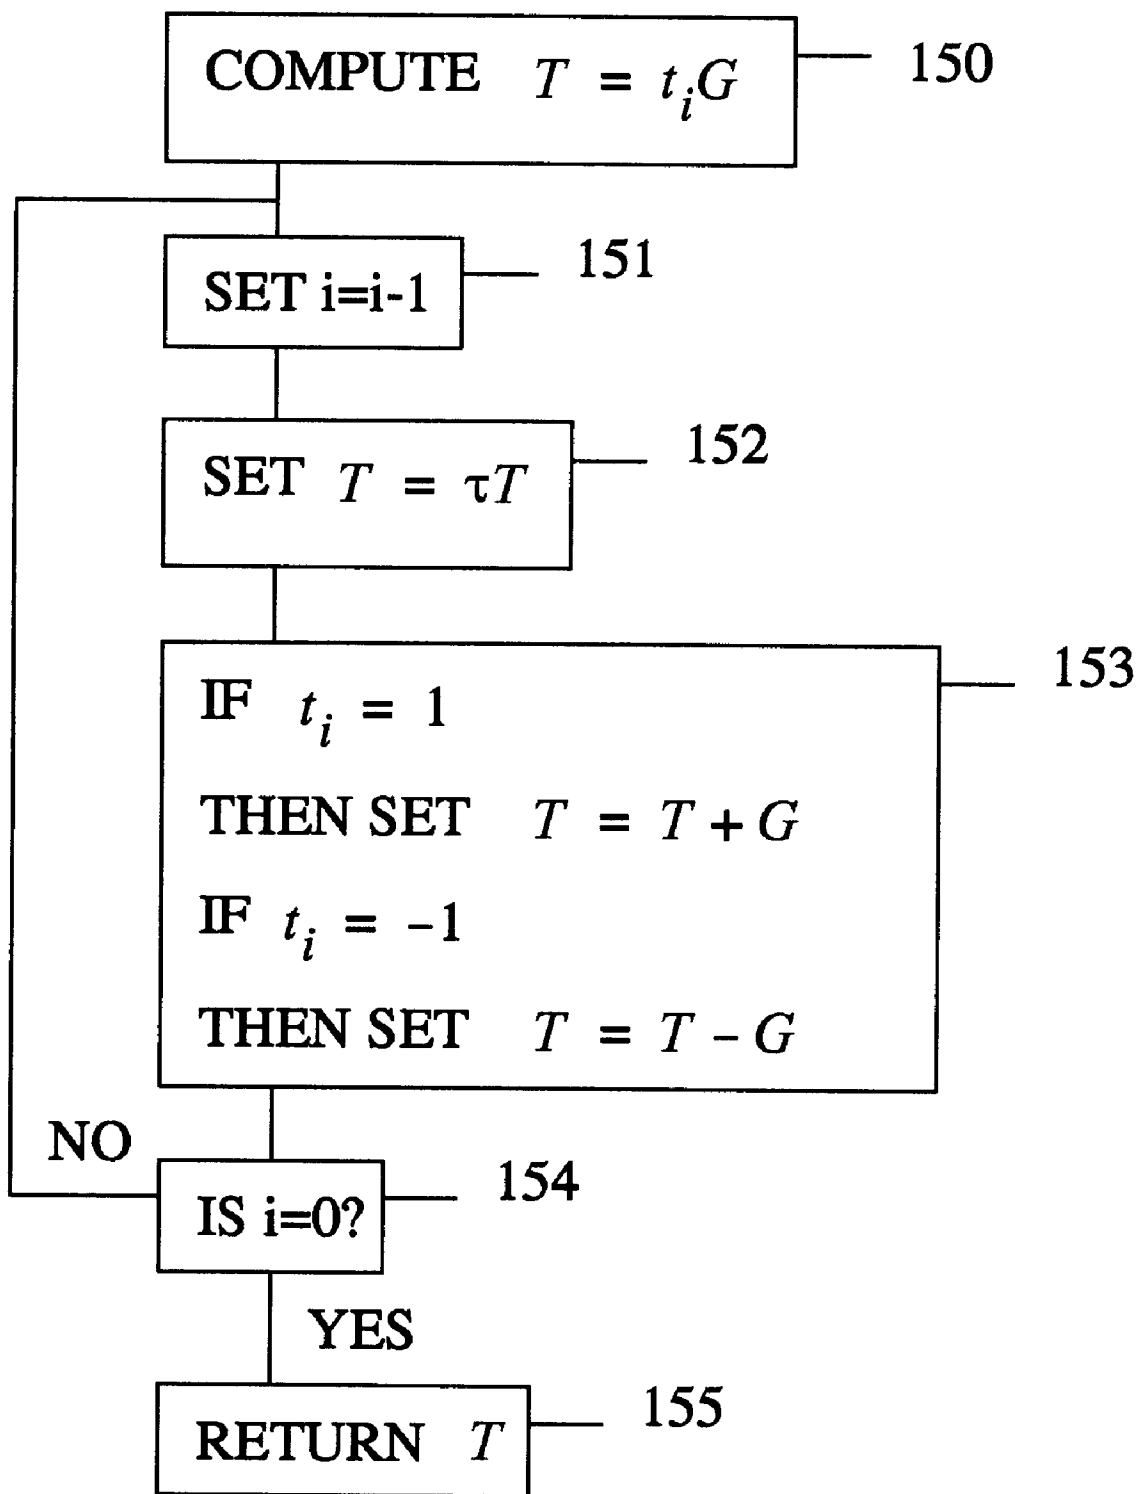 COMPUTE T = t_i G
150
SET i=i-1
151
SET T = τT
152
IF t_i = 1
THEN SET T = T + G
IF t_i = -1
THEN SET T = T - G
153
NO
IS i=0?
154
YES
RETURN T
155